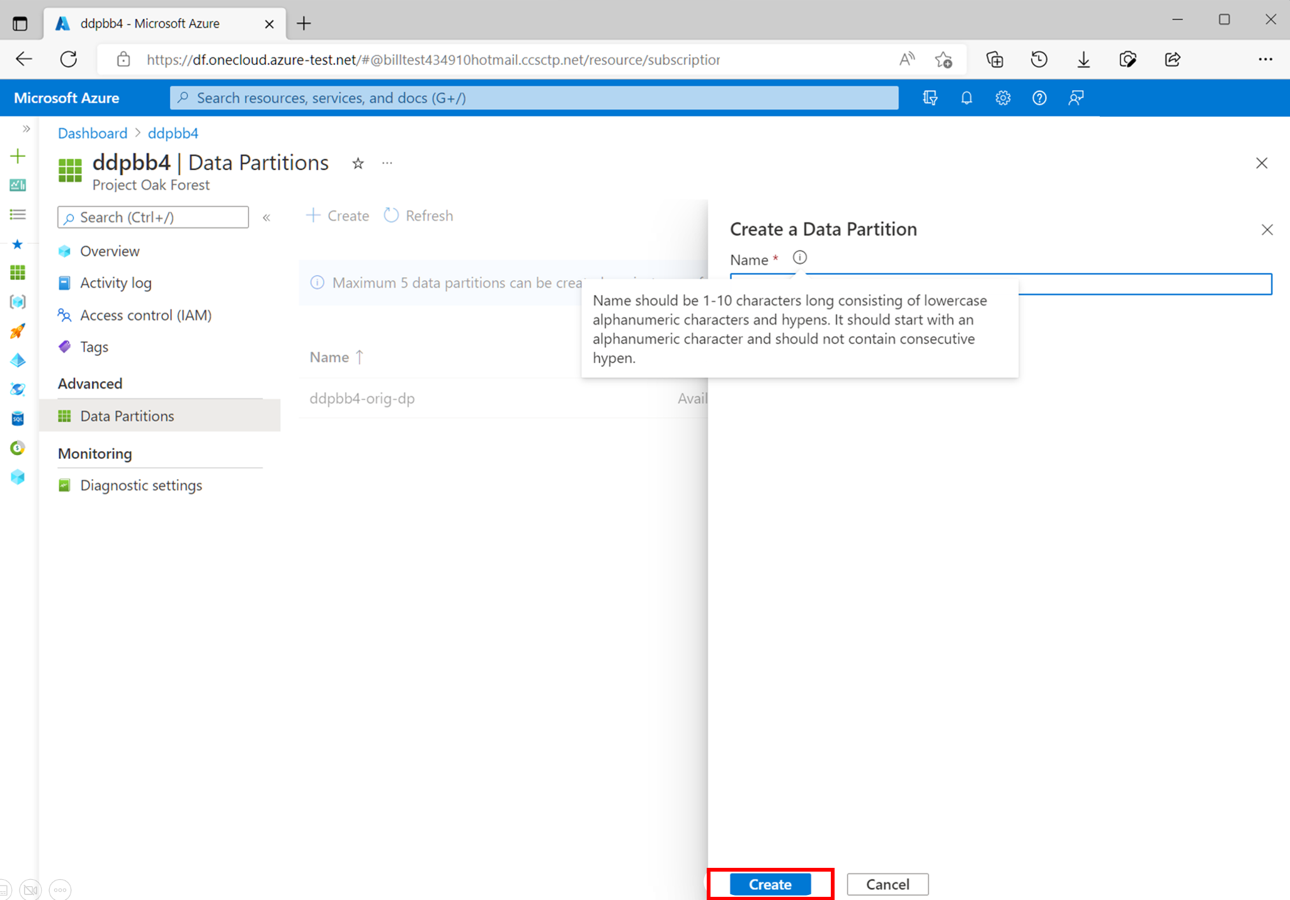 ddpbb4 - Microsoft Azure
https://df.onecloud.azure-test.net/#@billtest434910hotmail.ccsctp.net/resource/subscription
Microsoft Azure
Search resources, services, and docs (G+/)
Dashboard > ddpbb4
ddpbb4 | Data Partitions
Project Oak Forest
Search (Ctrl+/)
Overview
Activity log
Access control (IAM)
Tags
Advanced
Data Partitions
Monitoring
Diagnostic settings
Create
Refresh
Maximum 5 data partitions can be crea
Name ↑
ddpbb4-orig-dp
Avail
Create a Data Partition
Name *
Name should be 1-10 characters long consisting of lowercase
alphanumeric characters and hypens. It should start with an
alphanumeric character and should not contain consecutive
hypen.
Create
Cancel